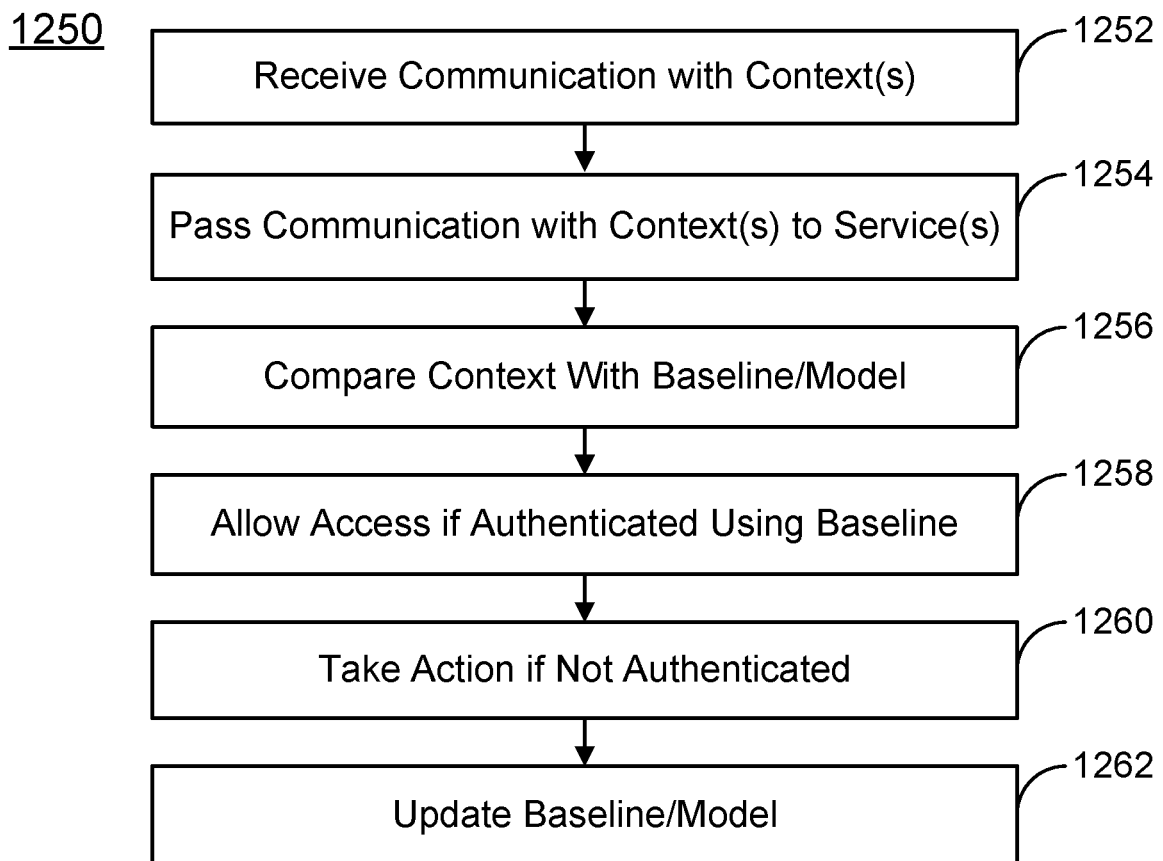 1250
1252
Receive Communication with Context(s)
1254
Pass Communication with Context(s) to Service(s)
1256
Compare Context With Baseline/Model
1258
Allow Access if Authenticated Using Baseline
1260
Take Action if Not Authenticated
1262
Update Baseline/Model